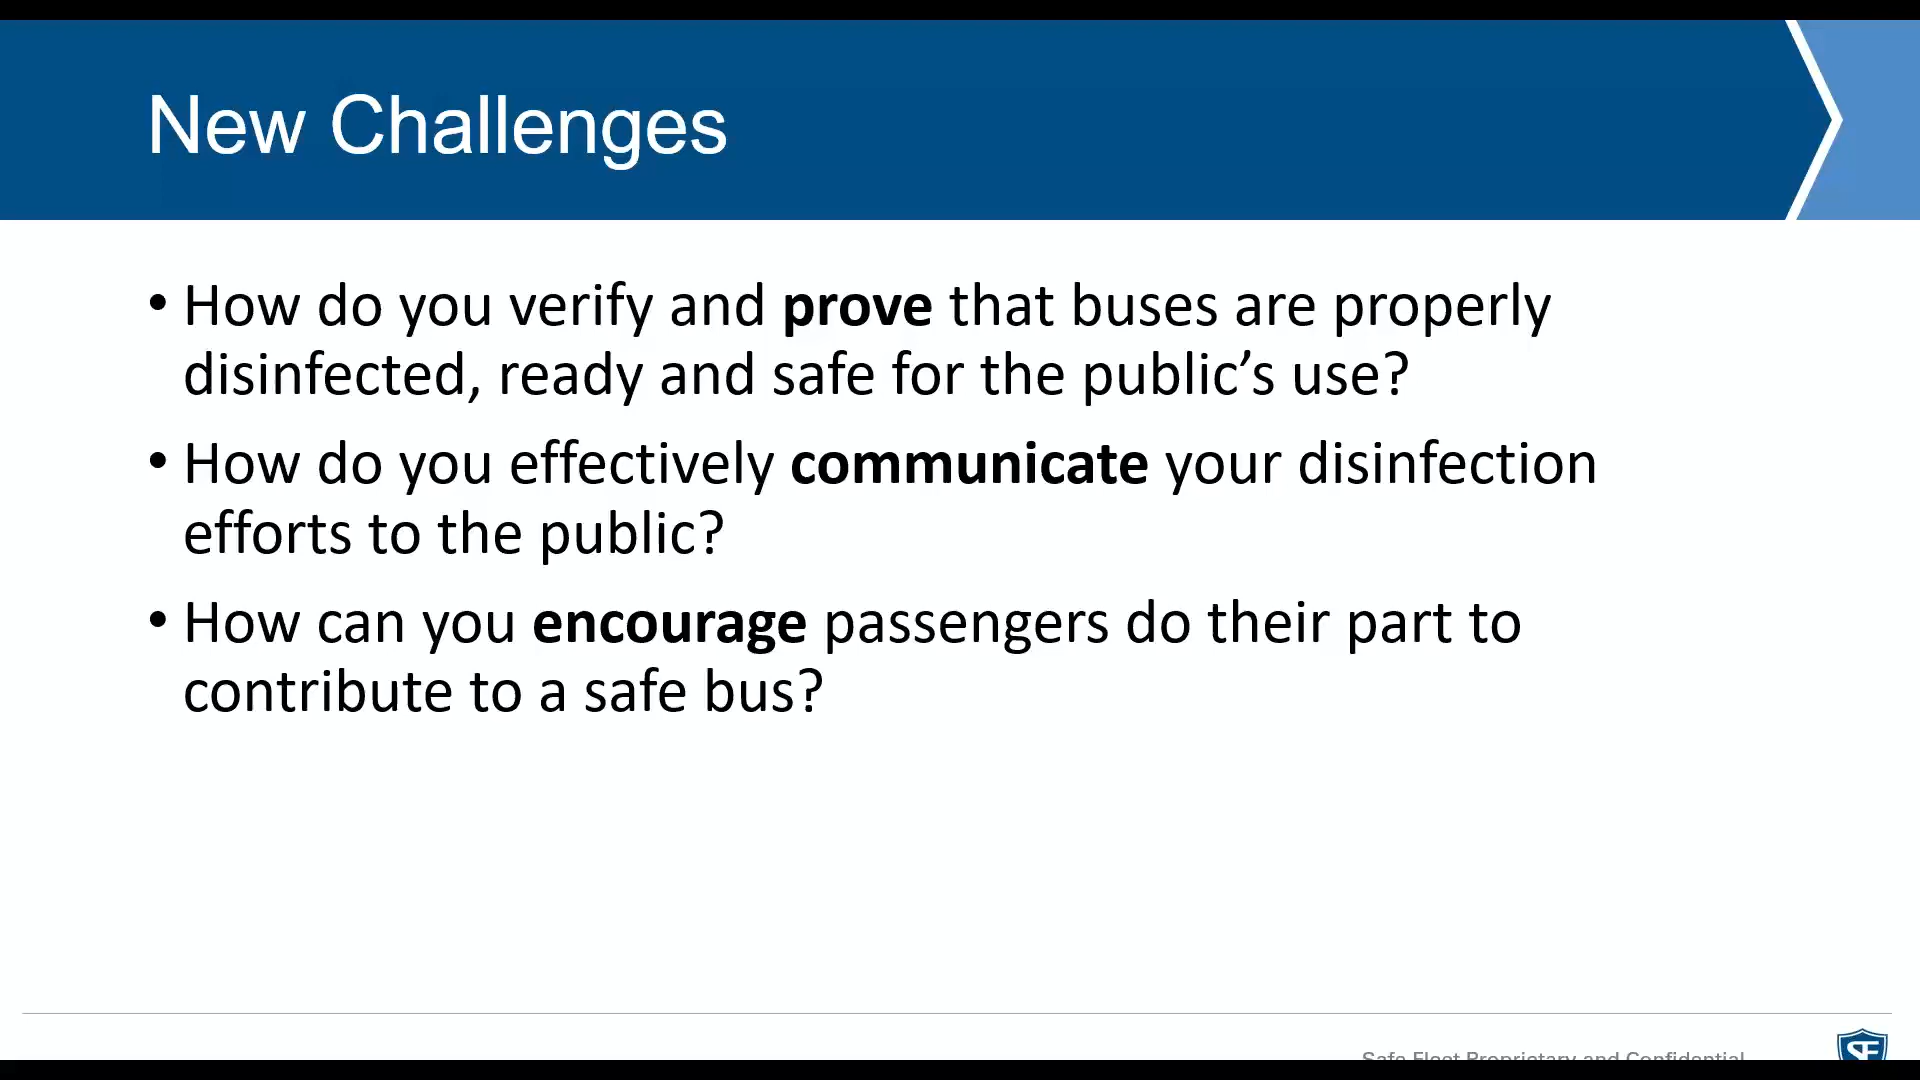 New Challenges
• How do you verify and prove that buses are properly
disinfected, ready and safe for the public’s use?
• How do you effectively communicate your disinfection
efforts to the public?
• How can you encourage passengers do their part to
contribute to a safe bus?
Safe Fleet Proprietary and Confidential
SF